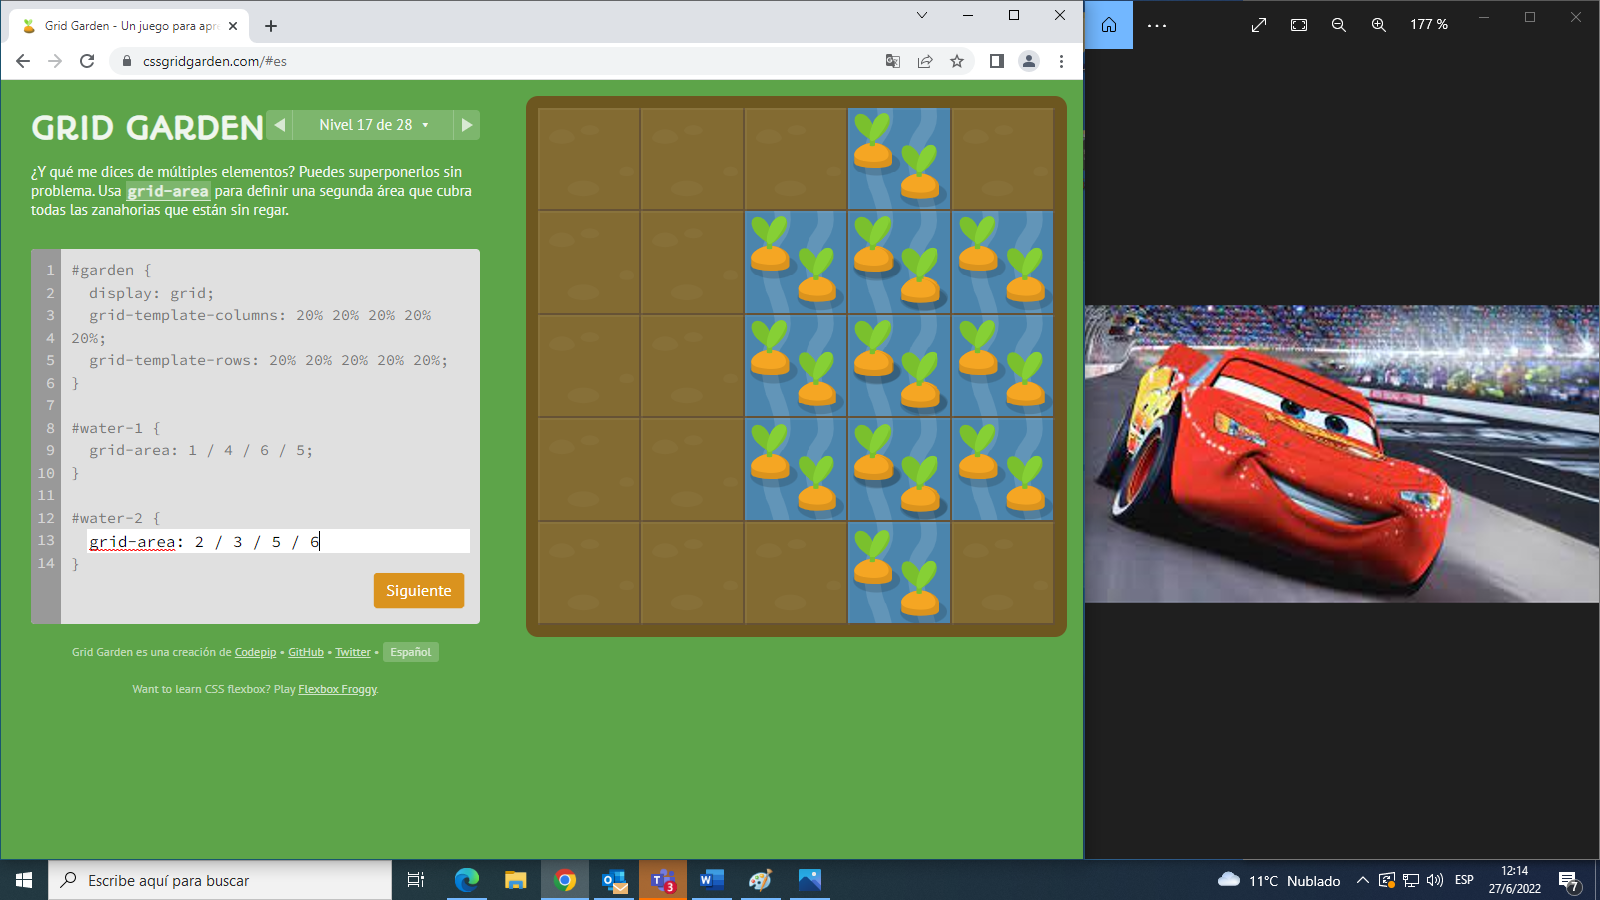 Grid Garden - Un juego para apre
cssgridgarden.com/#es
177 %
GRID GARDEN
Nivel 17 de 28
¿Y qué me dices de múltiples elementos? Puedes superponerlos sin
problema. Usa grid-area para definir una segunda área que cubra
todas las zanahorias que están sin regar.
1 #garden {
2 display: grid;
3 grid-template-columns: 20% 20% 20% 20%
4 20%;
5 grid-template-rows: 20% 20% 20% 20% 20%;
6 }
7
8 #water-1 {
9 grid-area: 1 / 4 / 6 / 5;
10 }
11
12 #water-2 {
13 grid-area: 2 / 3 / 5 / 6
14 }
Siguiente
Grid Garden es una creación de Codepip • GitHub • Twitter • Español
Want to learn CSS flexbox? Play Flexbox Froggy.
Escribe aquí para buscar
3
11°C Nublado
ESP
12:14
27/6/2022
7